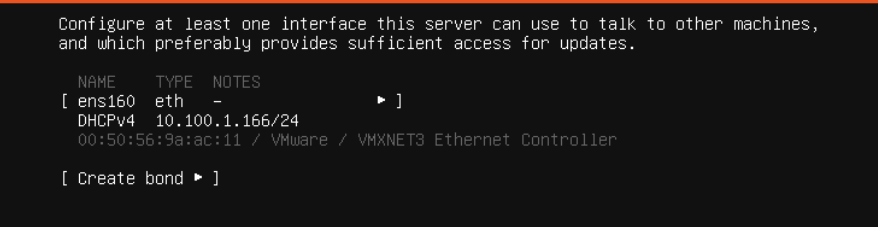 Configure at least one interface this server can use to talk to other machines,
and which preferably provides sufficient access for updates.
NAME TYPE NOTES
[ ens160 eth - ▸ ]
DHCPv4 10.100.1.166/24
00:50:56:9a:ac:11 / VMware / VMXNET3 Ethernet Controller
[ Create bond ▸ ]